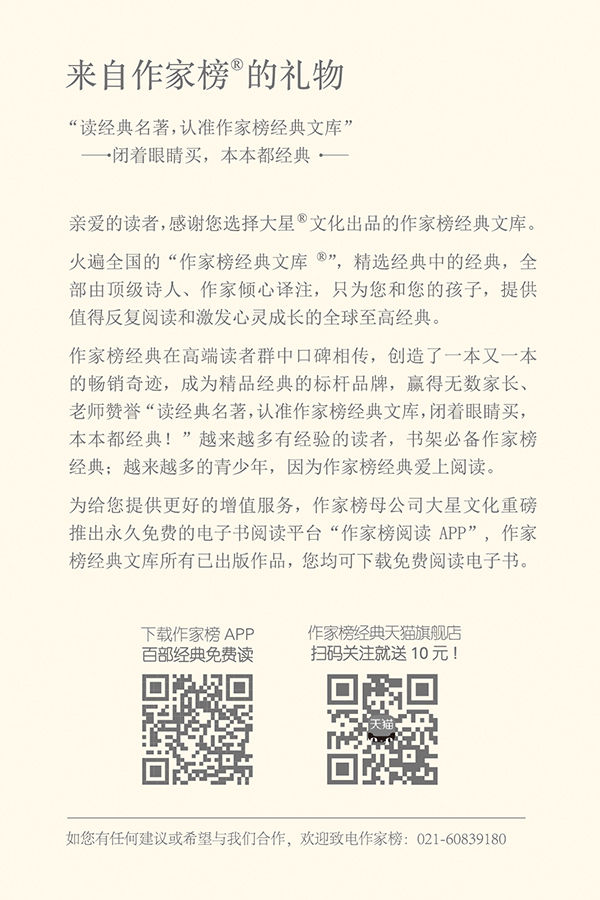 来自作家榜®的礼物
“读经典名著，认准作家榜经典文库”
——•闭着眼睛买，本本都经典•——
亲爱的读者，感谢您选择大星®文化出品的作家榜经典文库。
火遍全国的“作家榜经典文库 ®”，精选经典中的经典，全
部由顶级诗人、作家倾心译注，只为您和您的孩子，提供
值得反复阅读和激发心灵成长的全球至高经典。
作家榜经典在高端读者群中口碑相传，创造了一本又一本
的畅销奇迹，成为精品经典的标杆品牌，赢得无数家长、
老师赞誉“读经典名著，认准作家榜经典文库，闭着眼睛买，
本本都经典！”越来越多有经验的读者，书架必备作家榜
经典；越来越多的青少年，因为作家榜经典爱上阅读。
为给您提供更好的增值服务，作家榜母公司大星文化重磅
推出永久免费的电子书阅读平台“作家榜阅读 APP”，作家
榜经典文库所有已出版作品，您均可下载免费阅读电子书。
下载作家榜 APP
百部经典免费读
作家榜经典天猫旗舰店
扫码关注就送 10 元！
天猫
如您有任何建议或希望与我们合作，欢迎致电作家榜：021-60839180